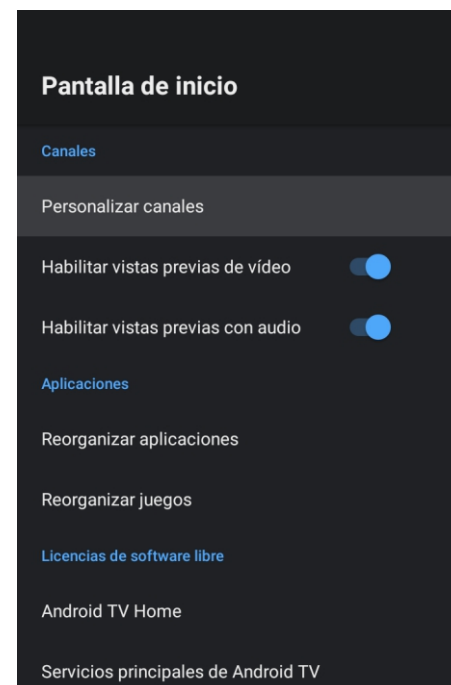 Pantalla de inicio
Canales
Personalizar canales
Habilitar vistas previas de vídeo
Habilitar vistas previas con audio
Aplicaciones
Reorganizar aplicaciones
Reorganizar juegos
Licencias de software libre
Android TV Home
Servicios principales de Android TV